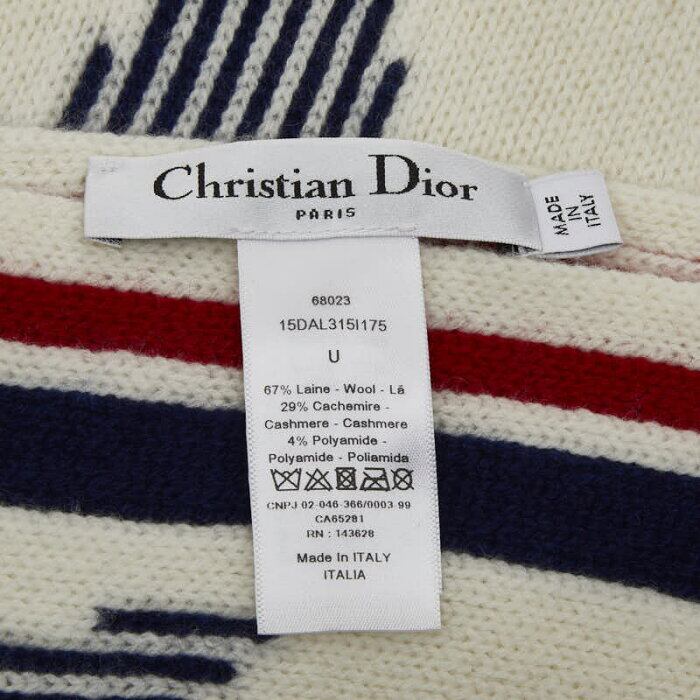 Christian Dior
PARIS
MADE
IN
ITALY
68023
15DAL315I175
U
67% Laine - Wool - Lã
29% Cachemire -
Cashmere - Cashmere
4% Polyamide -
Polyamide - Poliamida
CNPJ 02-046-366/0003-99
CA65281
RN : 143628
Made In ITALY
ITALIA